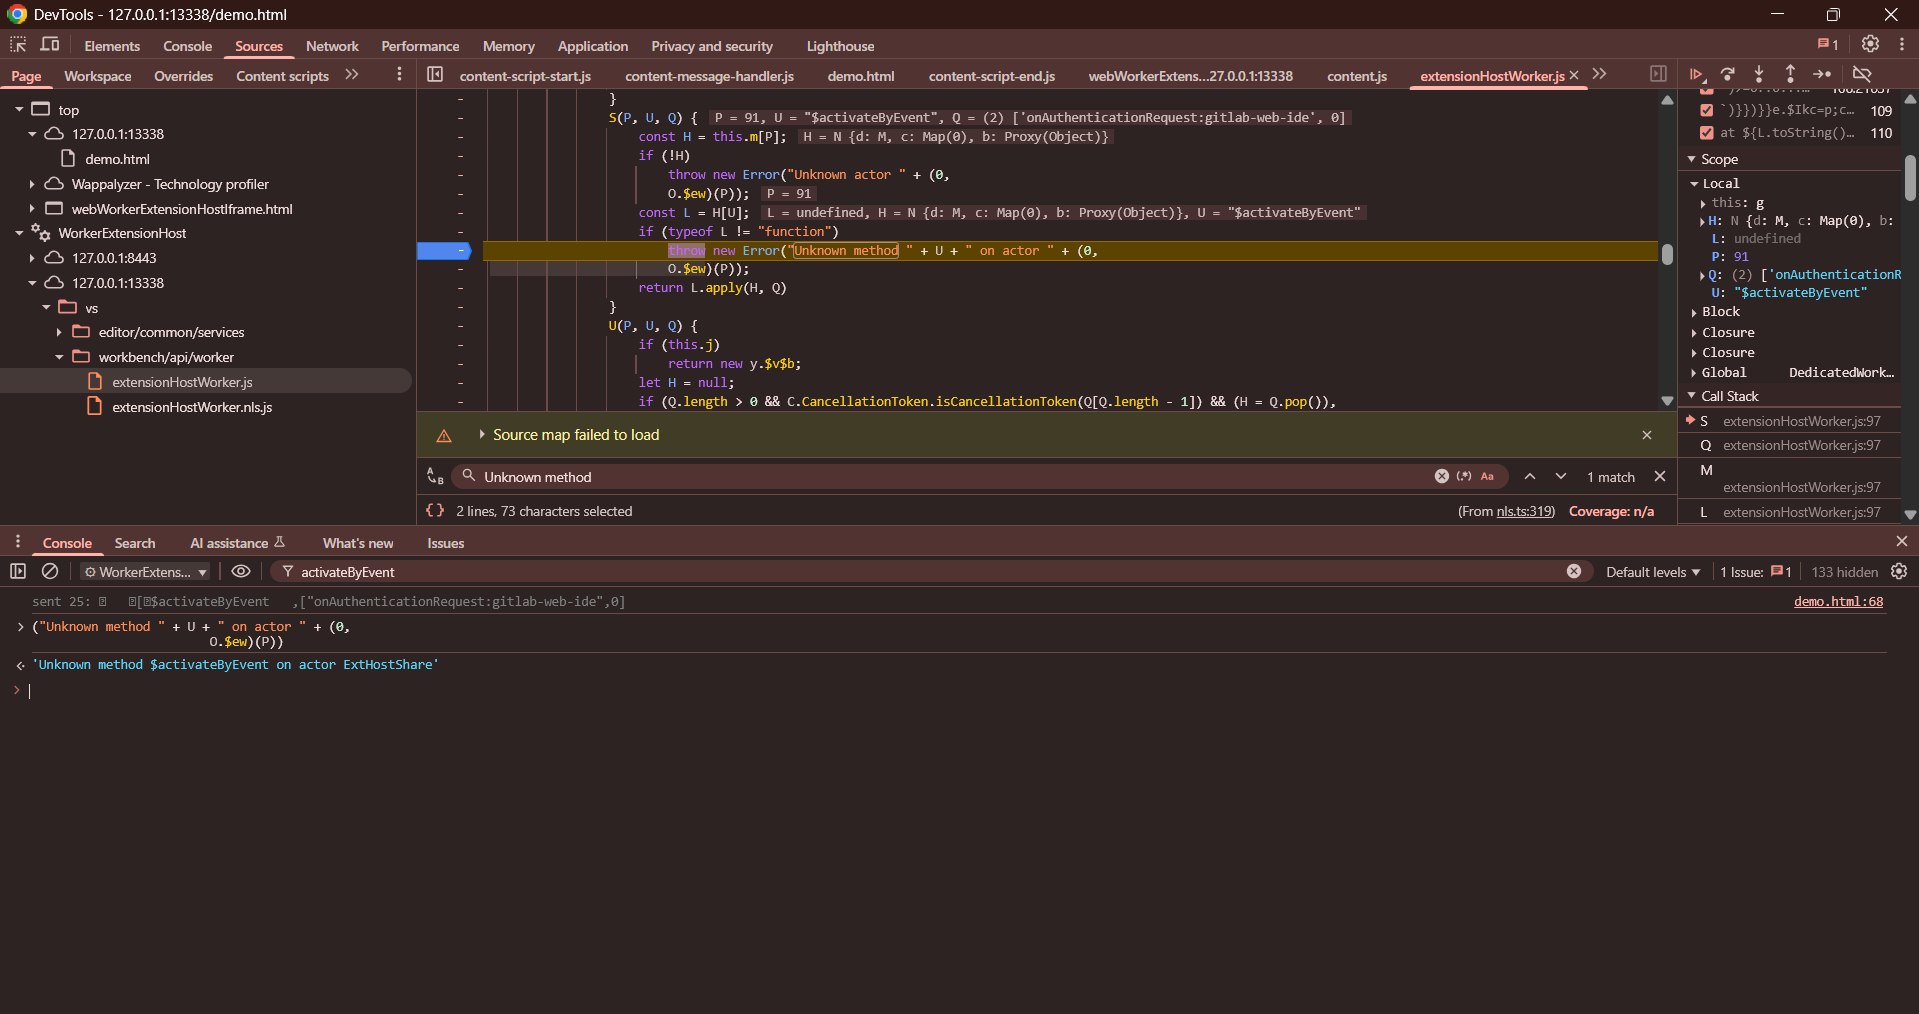 DevTools - 127.0.0.1:13338/demo.html
Elements Console Sources Network Performance Memory Application Privacy and security Lighthouse 1
Page Workspace Overrides Content scripts
content-script-start.js content-message-handler.js demo.html content-script-end.js webWorkerExtens...27.0.0.1:13338 content.js extensionHostWorker.js
top
127.0.0.1:13338
demo.html
Wappalyzer - Technology profiler
webWorkerExtensionHostIframe.html
WorkerExtensionHost
127.0.0.1:8443
127.0.0.1:13338
vs
editor/common/services
workbench/api/worker
extensionHostWorker.js
extensionHostWorker.nls.js
}
S(P, U, Q) { P = 91, U = "$activateByEvent", Q = (2) ['onAuthenticationRequest:gitlab-web-ide', 0]
const H = this.m[P]; H = N {d: M, c: Map(0), b: Proxy(Object)}
if (!H)
throw new Error("Unknown actor " + (0,
O.$ew)(P)); P = 91
const L = H[U]; L = undefined, H = N {d: M, c: Map(0), b: Proxy(Object)}, U = "$activateByEvent"
if (typeof L != "function")
throw new Error("Unknown method " + U + " on actor " + (0,
O.$ew)(P));
return L.apply(H, Q)
}
U(P, U, Q) {
if (this.j)
return new y.$v$b;
let H = null;
if (Q.length > 0 && C.CancellationToken.isCancellationToken(Q[Q.length - 1]) && (H = Q.pop()),
Source map failed to load
Unknown method
1 match
{} 2 lines, 73 characters selected
(From nls.ts:319) Coverage: n/a
`)}})}}e.$Ikc=p;c... 109
at ${L.toString()... 110
Scope
Local
this: g
H: N {d: M, c: Map(0), b:
L: undefined
P: 91
Q: (2) ['onAuthenticationR
U: "$activateByEvent"
Block
Closure
Closure
Global DedicatedWork...
Call Stack
S extensionHostWorker.js:97
Q extensionHostWorker.js:97
M
extensionHostWorker.js:97
L extensionHostWorker.js:97
Console Search AI assistance What's new Issues
WorkerExtens... activateByEvent Default levels 1 Issue: 1 133 hidden
sent 25: [$activateByEvent ,["onAuthenticationRequest:gitlab-web-ide",0] demo.html:68
> ("Unknown method " + U + " on actor " + (0,
O.$ew)(P))
'Unknown method $activateByEvent on actor ExtHostShare'
>